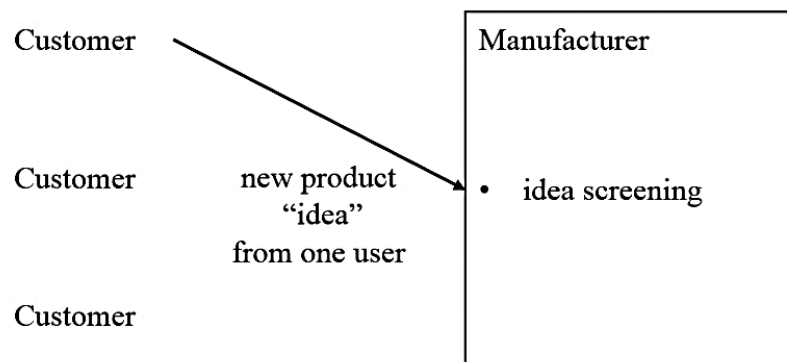 Customer
Manufacturer
Customer
new product
“idea”
from one user
• idea screening
Customer